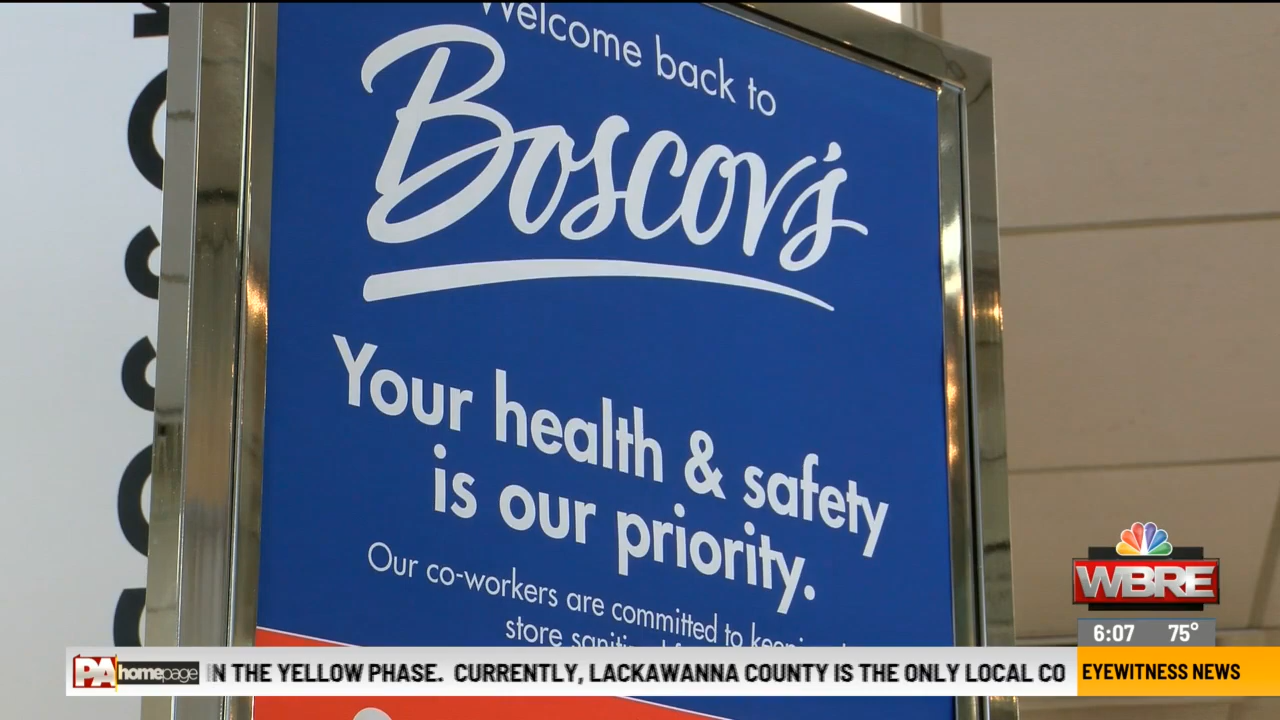 Welcome back to
Boscov's
Your health & safety
is our priority.
Our co-workers are committed to
store
WBRE
6:07 75°
PA homepage
N THE YELLOW PHASE. CURRENTLY, LACKAWANNA COUNTY IS THE ONLY LOCAL CO
EYEWITNESS NEWS